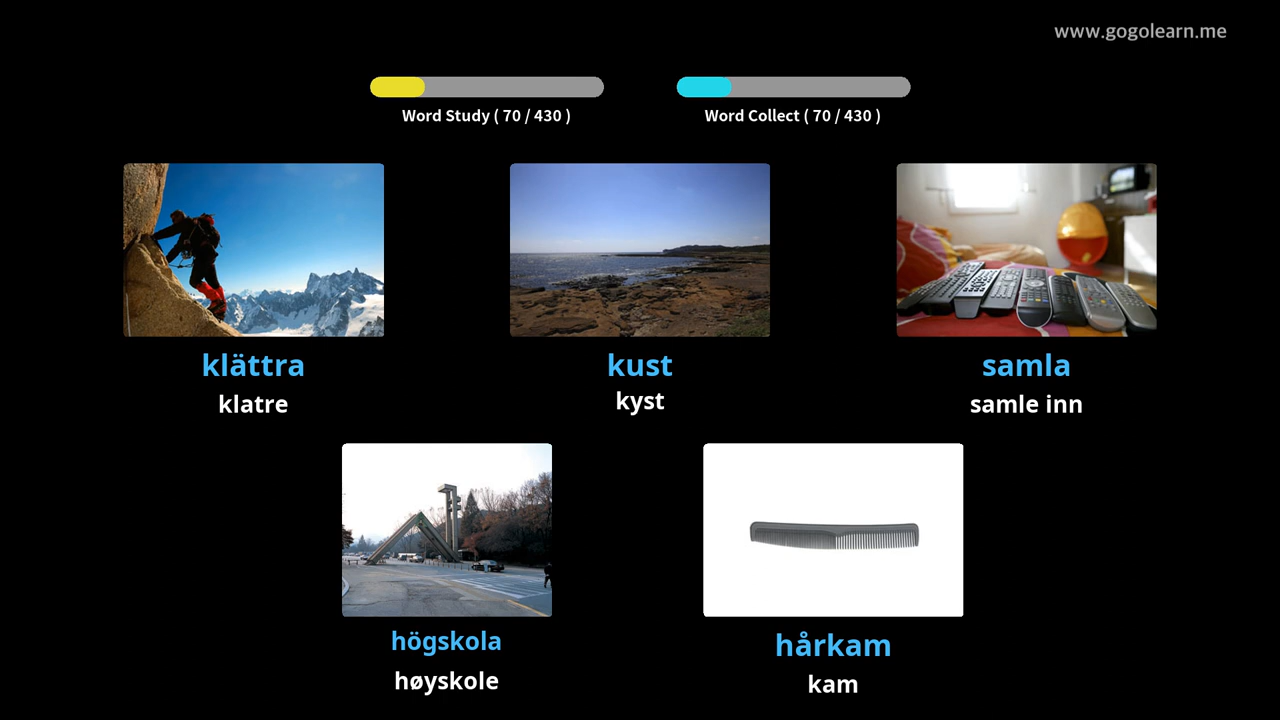 www.gogolearn.me
Word Study ( 70 / 430 )
Word Collect ( 70 / 430 )
klättra
klatre
kust
kyst
samla
samle inn
högskola
høyskole
hårkam
kam